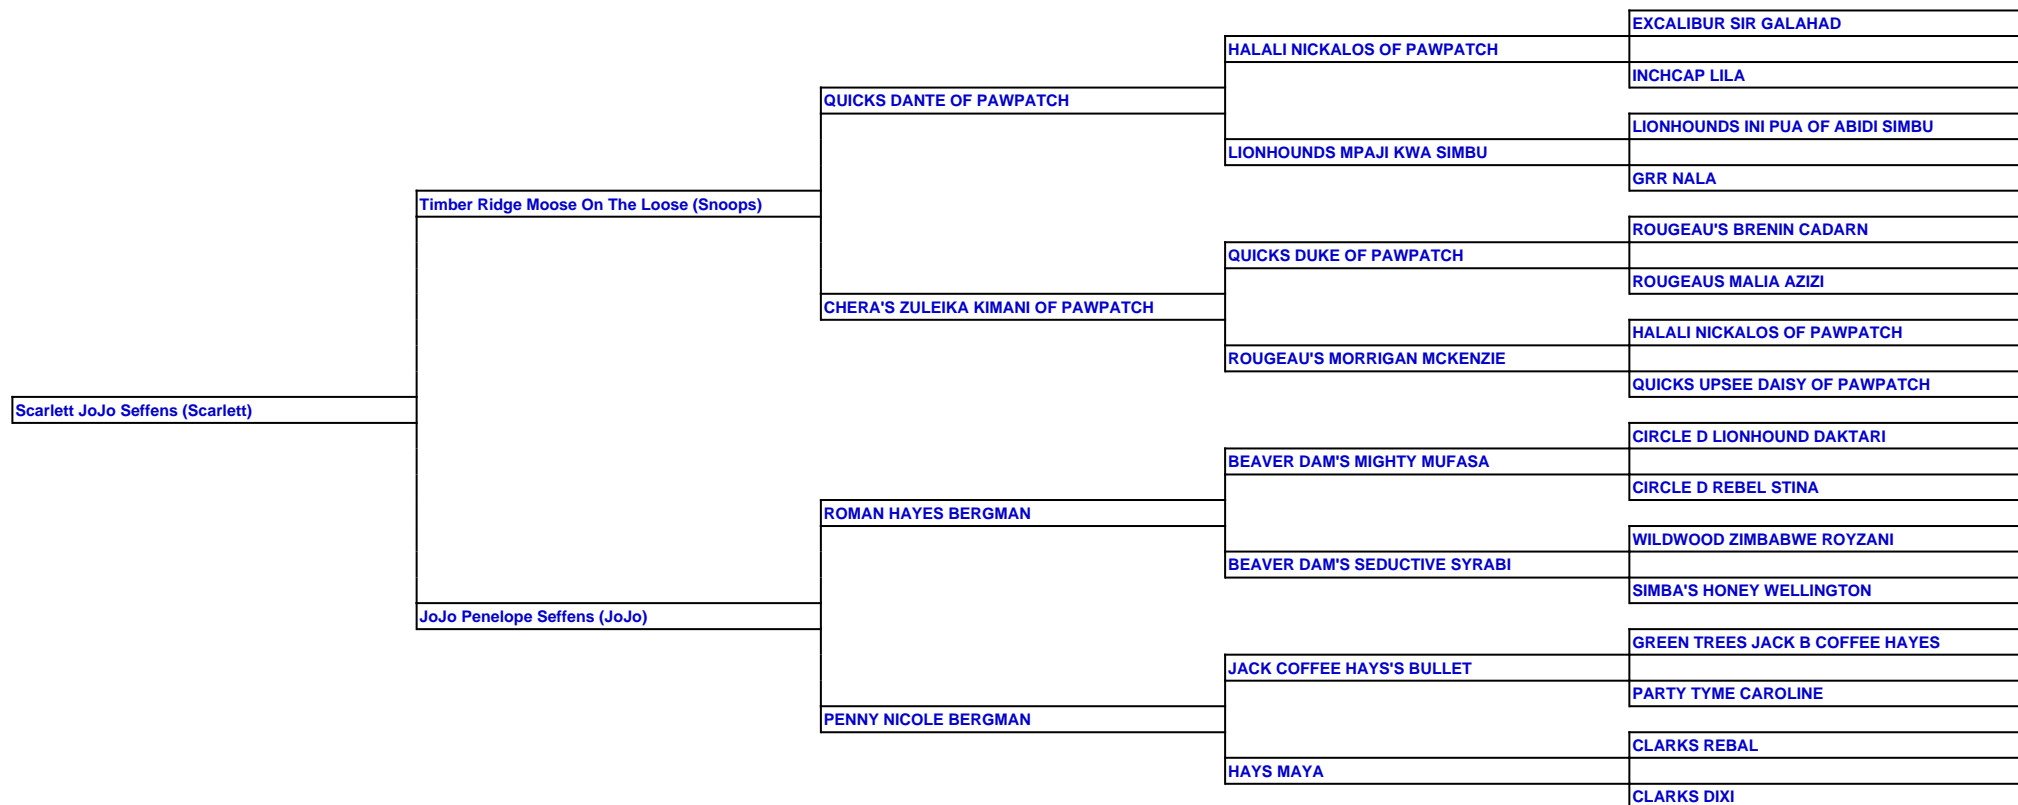 EXCALIBUR SIR GALAHAD
HALALI NICKALOS OF PAWPATCH
INCHCAP LILA
QUICKS DANTE OF PAWPATCH
LIONHOUNDS INI PUA OF ABIDI SIMBU
LIONHOUNDS MPAJI KWA SIMBU
GRR NALA
Timber Ridge Moose On The Loose (Snoops)
ROUGEAU'S BRENIN CADARN
QUICKS DUKE OF PAWPATCH
ROUGEAUS MALIA AZIZI
CHERA'S ZULEIKA KIMANI OF PAWPATCH
HALALI NICKALOS OF PAWPATCH
ROUGEAU'S MORRIGAN MCKENZIE
QUICKS UPSEE DAISY OF PAWPATCH
Scarlett JoJo Seffens (Scarlett)
CIRCLE D LIONHOUND DAKTARI
BEAVER DAM'S MIGHTY MUFASA
CIRCLE D REBEL STINA
ROMAN HAYES BERGMAN
WILDWOOD ZIMBABWE ROYZANI
BEAVER DAM'S SEDUCTIVE SYRABI
SIMBA'S HONEY WELLINGTON
JoJo Penelope Seffens (JoJo)
GREEN TREES JACK B COFFEE HAYES
JACK COFFEE HAYS'S BULLET
PARTY TYME CAROLINE
PENNY NICOLE BERGMAN
CLARKS REBAL
HAYS MAYA
CLARKS DIXI